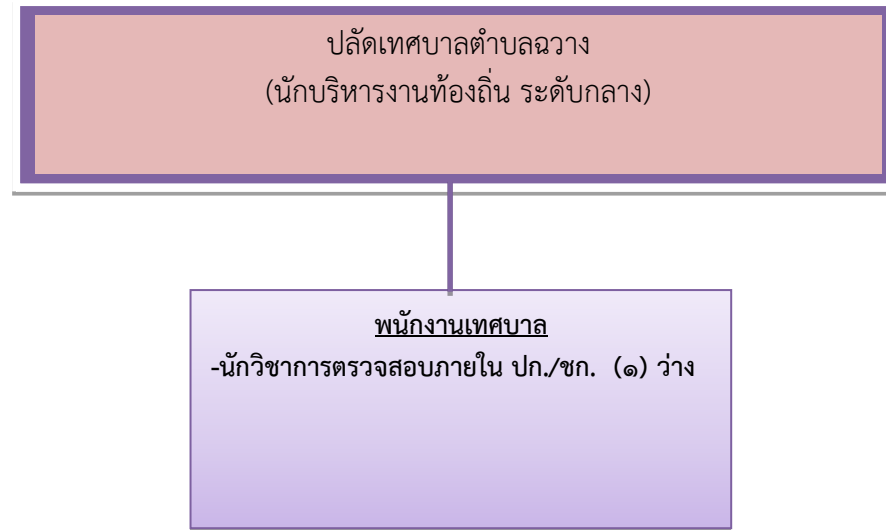 ปลัดเทศบาลตำบลฉวาง
(นักบริหารงานท้องถิ่น ระดับกลาง)
พนักงานเทศบาล
-นักวิชาการตรวจสอบภายใน ปก./ชก. (๑) ว่าง